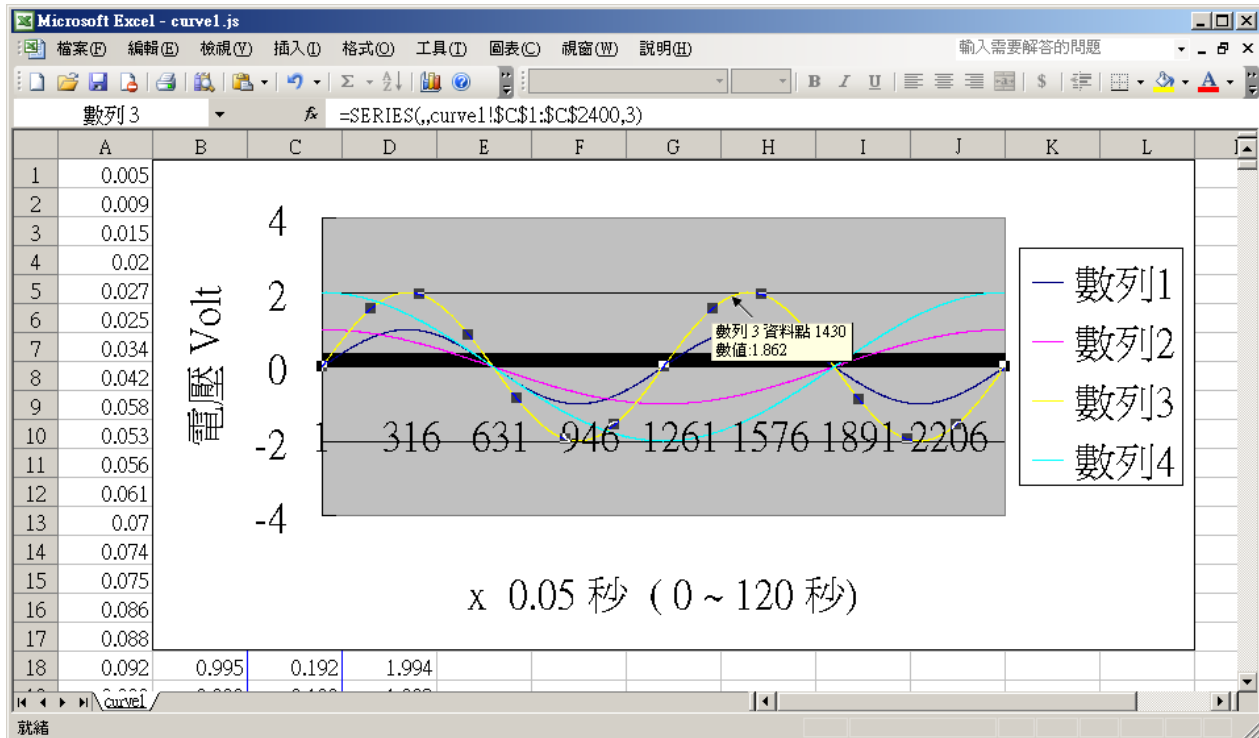 Microsoft Excel - curve1.js
檔案(F) 編輯(E) 檢視(V) 插入(I) 格式(O) 工具(T) 圖表(C) 視窗(W) 說明(H) 輸入需要解答的問題
Σ B I U $ A
數列 3 fx =SERIES(,,curve1!$C$1:$C$2400,3)
A B C D E F G H I J K L
1 0.005
2 0.009
3 0.015
4 0.02
5 0.027
6 0.025
7 0.034
8 0.042
9 0.058
10 0.053
11 0.056
12 0.061
13 0.07
14 0.074
15 0.075
16 0.086
17 0.088
18 0.092 0.995 0.192 1.994
電壓 Volt
4
2
0
-2
-4
1 316 631 946 1261 1576 1891 2206
數列 3 資料點 1430
數值:1.862
x 0.05 秒 ( 0 ~ 120 秒)
數列1
數列2
數列3
數列4
curve1
就緒